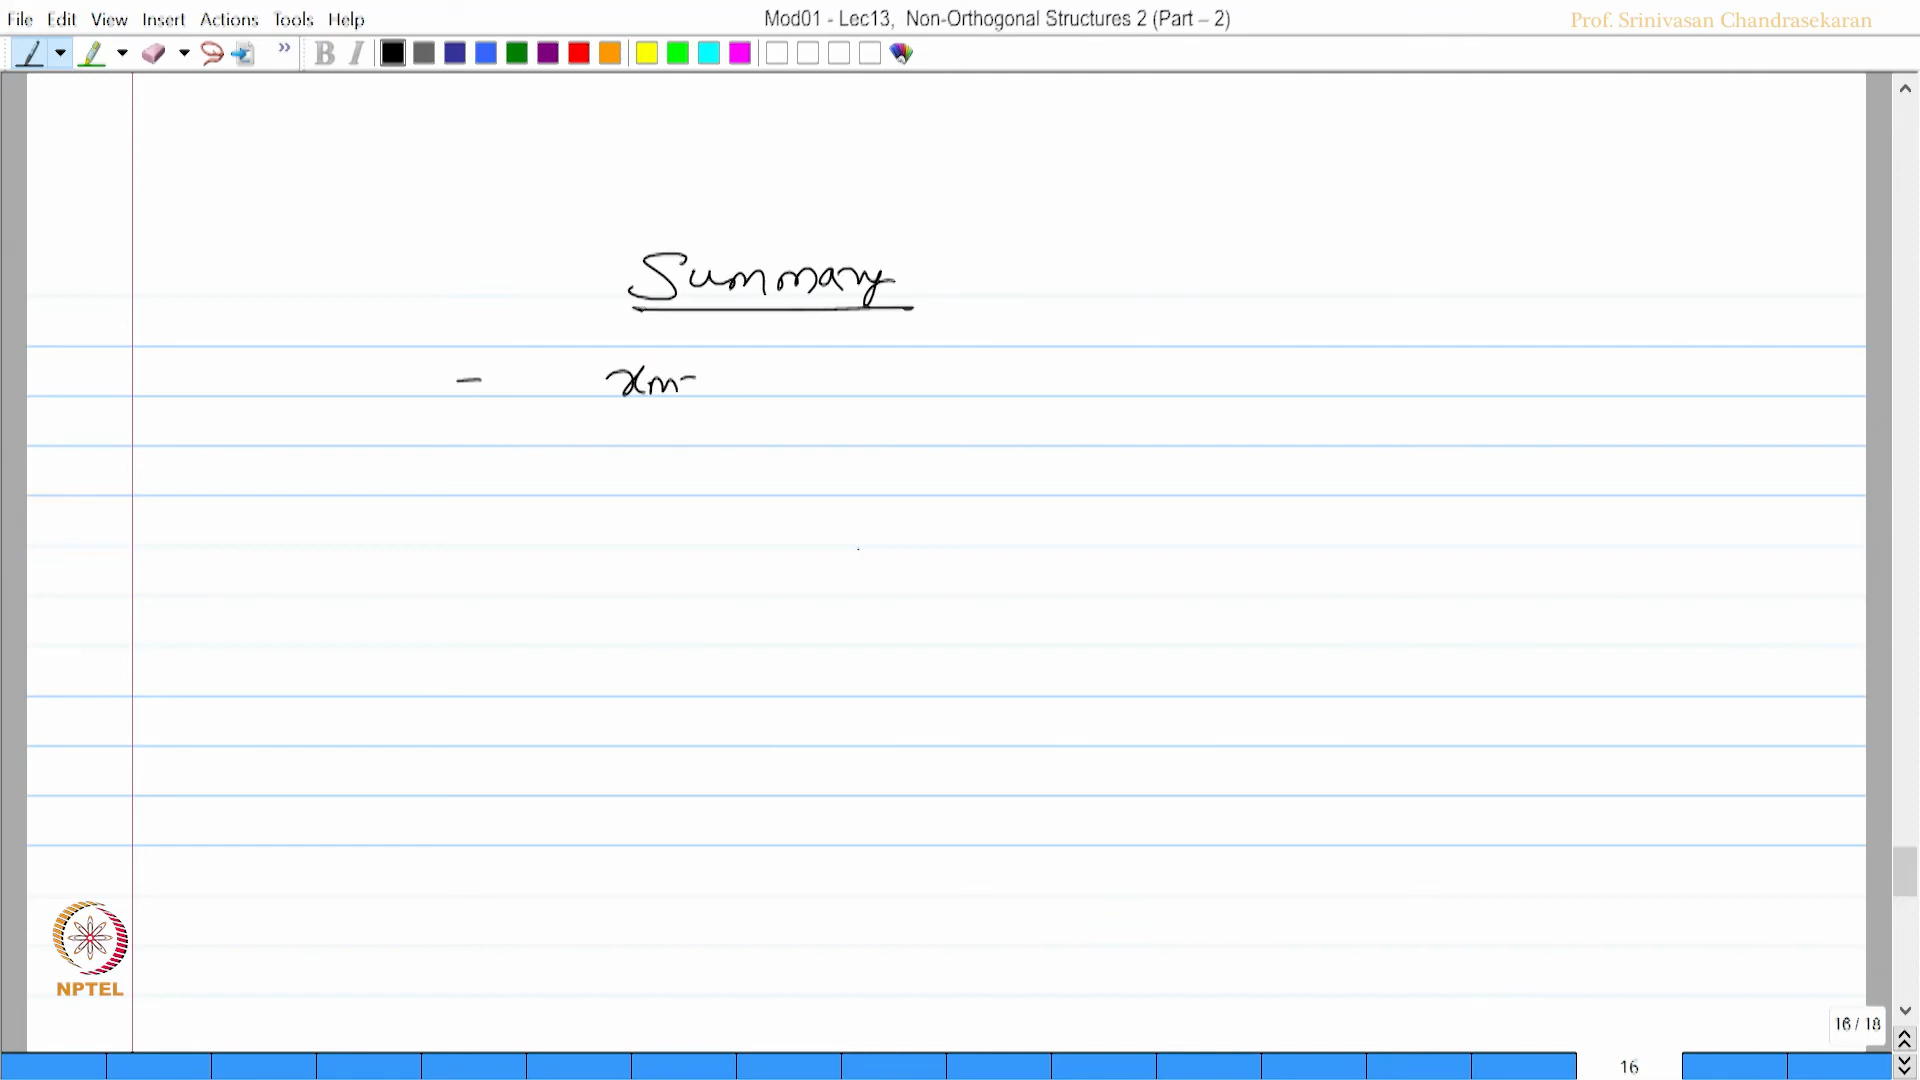 File Edit View Insert Actions Tools Help
Mod01 - Lec13, Non-Orthogonal Structures 2 (Part – 2)
Prof. Srinivasan Chandrasekaran
B I
Summary
- xm-
NPTEL
16 / 18
16